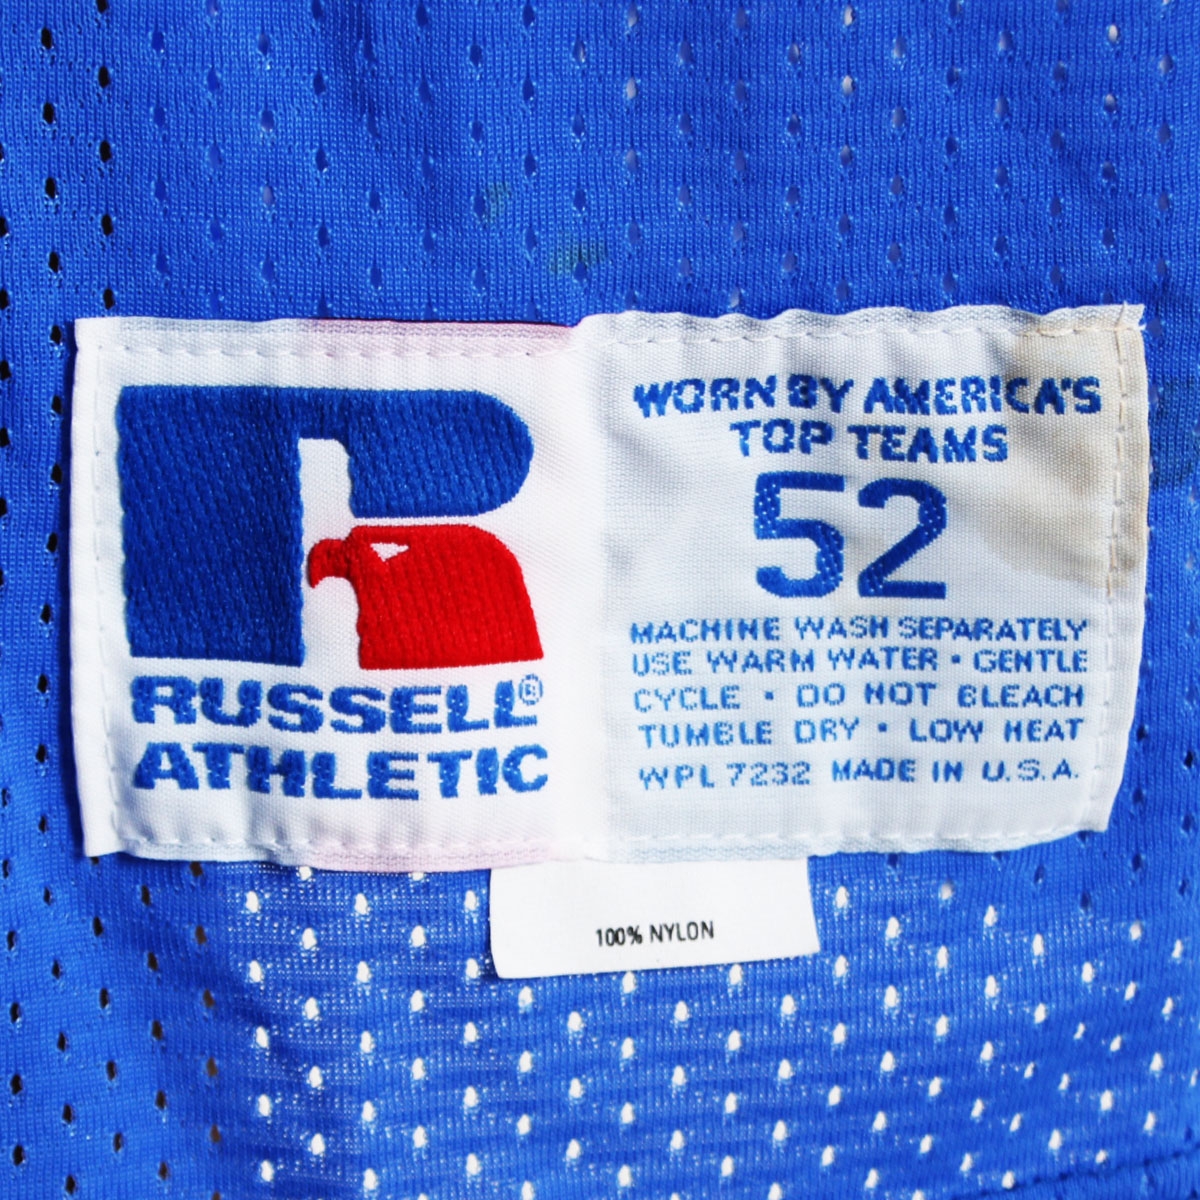 RUSSELL®
ATHLETIC
WORN BY AMERICA'S
TOP TEAMS
52
MACHINE WASH SEPARATELY
USE WARM WATER · GENTLE
CYCLE · DO NOT BLEACH
TUMBLE DRY · LOW HEAT
WPL 7232 MADE IN U.S.A.
100% NYLON